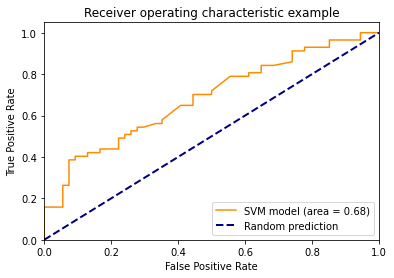 Receiver operating characteristic example
True Positive Rate
1.0
0.8
0.6
0.4
0.2
0.0
SVM model (area = 0.68)
Random prediction
0.0 0.2 0.4 0.6 0.8 1.0
False Positive Rate